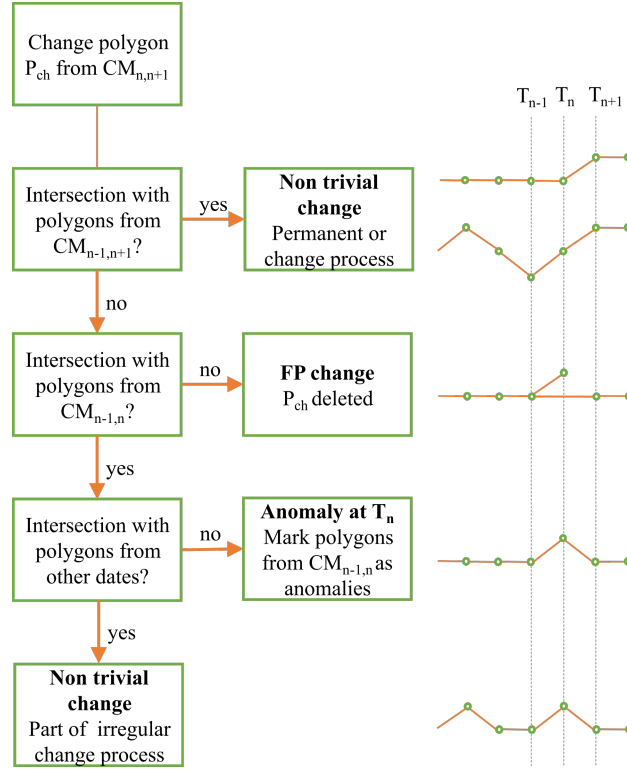 Change polygon
P_ch from CM_n,n+1
T_n-1 T_n T_n+1
Intersection with
polygons from
CM_n-1,n+1?
yes
Non trivial
change
Permanent or
change process
no
Intersection with
polygons from
CM_n-1,n?
no
FP change
P_ch deleted
yes
Intersection with
polygons from
other dates?
no
Anomaly at T_n
Mark polygons
from CM_n-1,n as
anomalies
yes
Non trivial
change
Part of irregular
change process